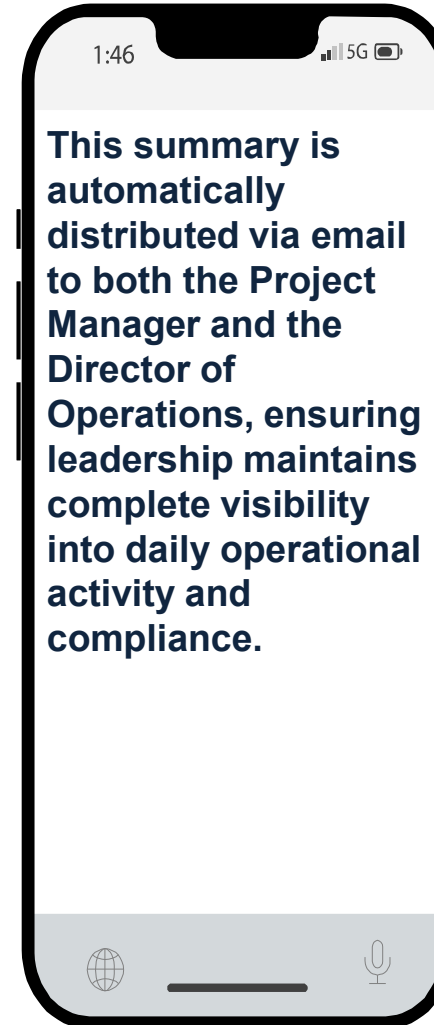 1:46
5G
This summary is
automatically
distributed via email
to both the Project
Manager and the
Director of
Operations, ensuring
leadership maintains
complete visibility
into daily operational
activity and
compliance.